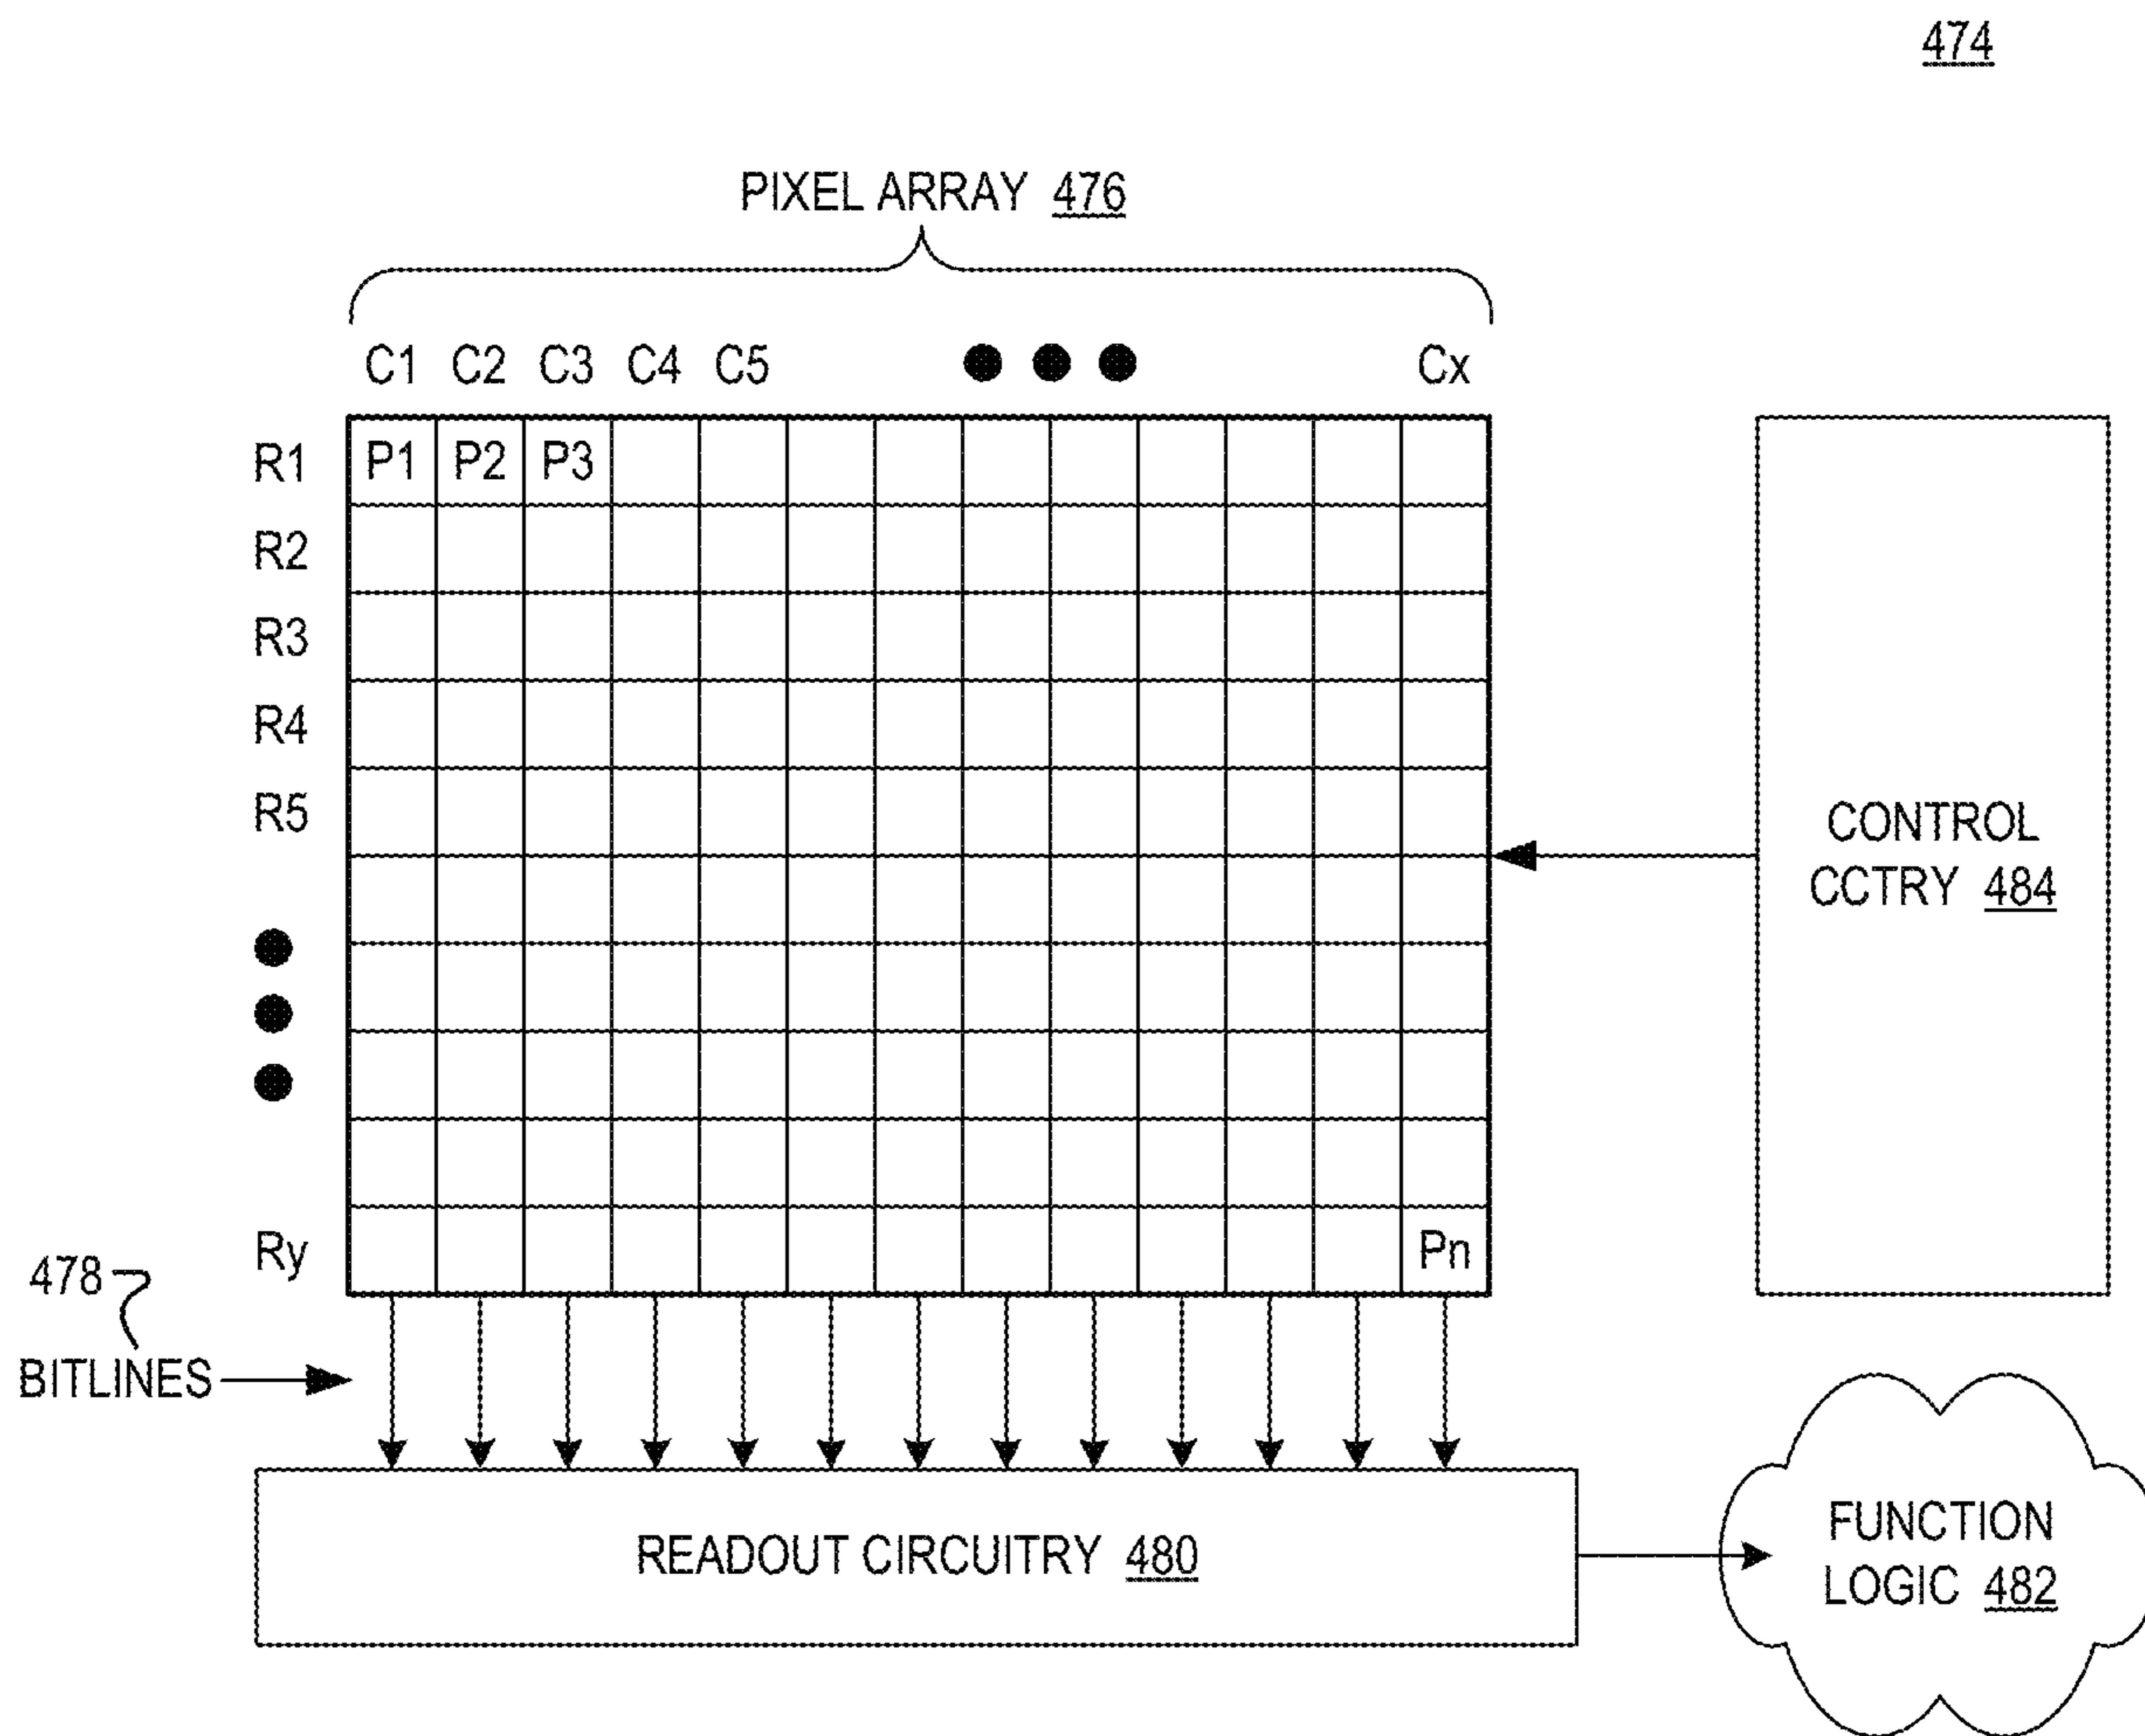 474
PIXEL ARRAY 476
C1 C2 C3 C4 C5 Cx
R1 P1 P2 P3
R2
R3
R4
R5
CONTROL
CCTRY 484
Ry Pn
478
BITLINES
READOUT CIRCUITRY 480
FUNCTION
LOGIC 482